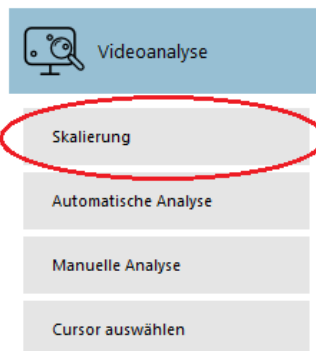 Videoanalyse
Skalierung
Automatische Analyse
Manuelle Analyse
Cursor auswählen